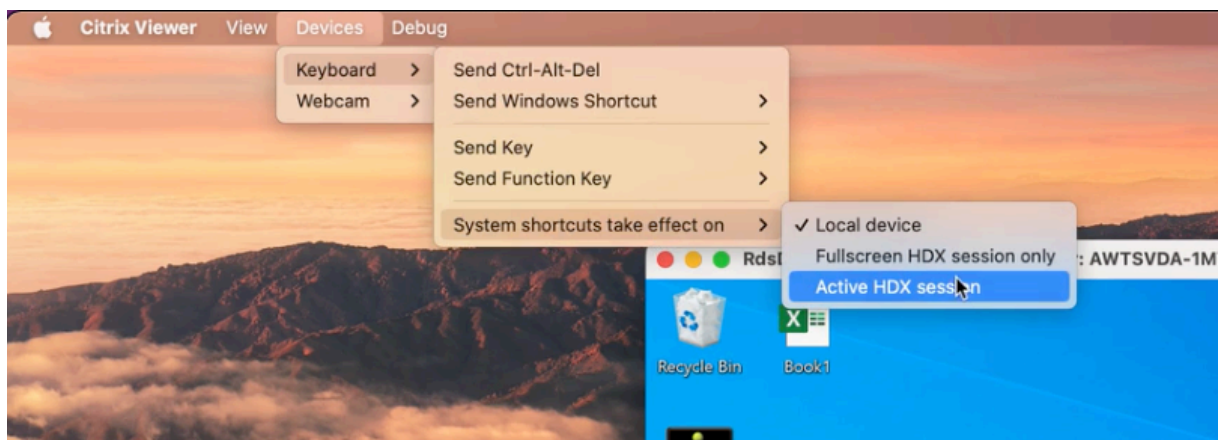 Citrix Viewer View Devices Debug
Keyboard >
Webcam >
Send Ctrl-Alt-Del
Send Windows Shortcut >
Send Key >
Send Function Key >
System shortcuts take effect on >
✓ Local device
Fullscreen HDX session only
Active HDX session
: AWTSVDA-1M
Recycle Bin
Book1